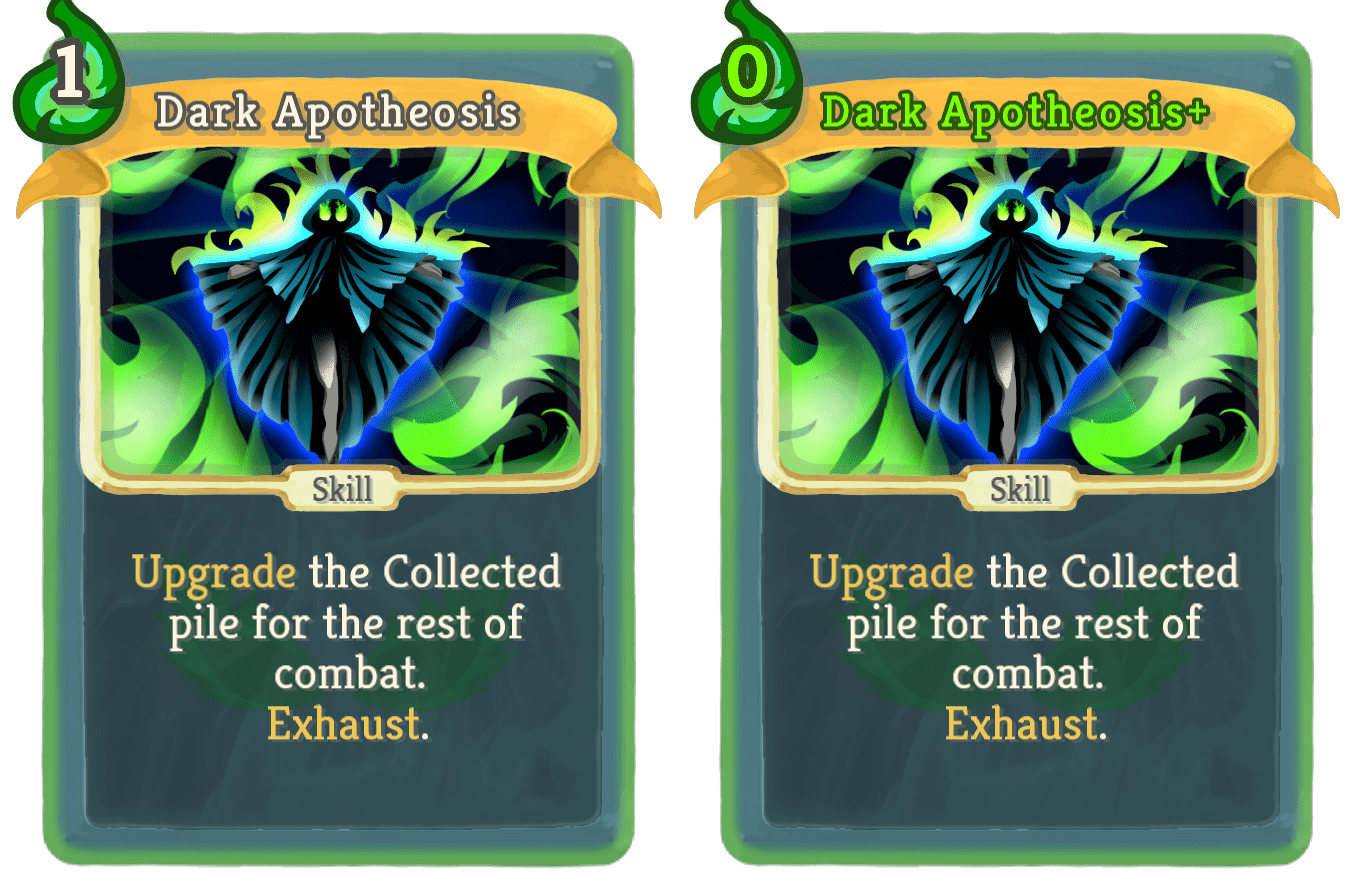 1
Dark Apotheosis
Skill
Upgrade the Collected
pile for the rest of
combat.
Exhaust.
0
Dark Apotheosis+
Skill
Upgrade the Collected
pile for the rest of
combat.
Exhaust.